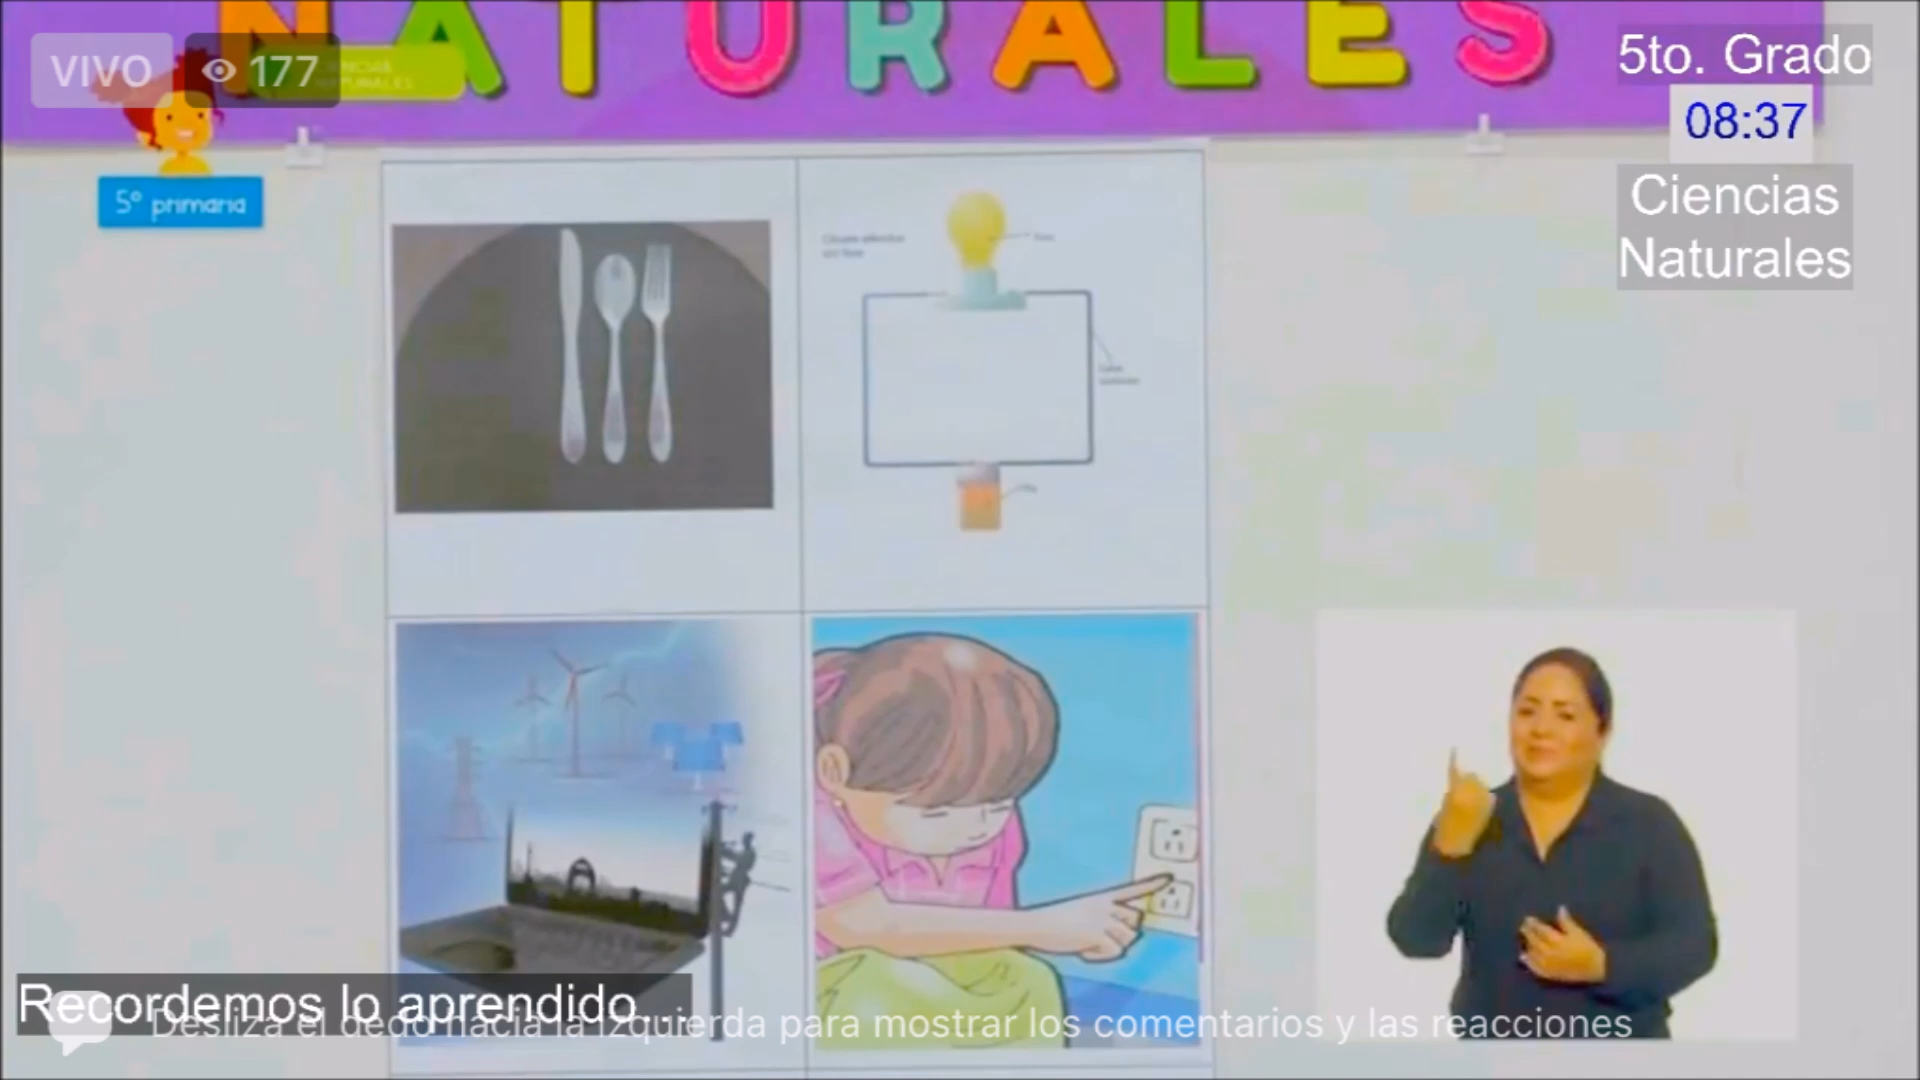 NATURALES
VIVO
177
5to. Grado
08:37
5º primaria
Ciencias
Naturales
Recordemos lo aprendido...
Desliza el dedo hacia la izquierda para mostrar los comentarios y las reacciones